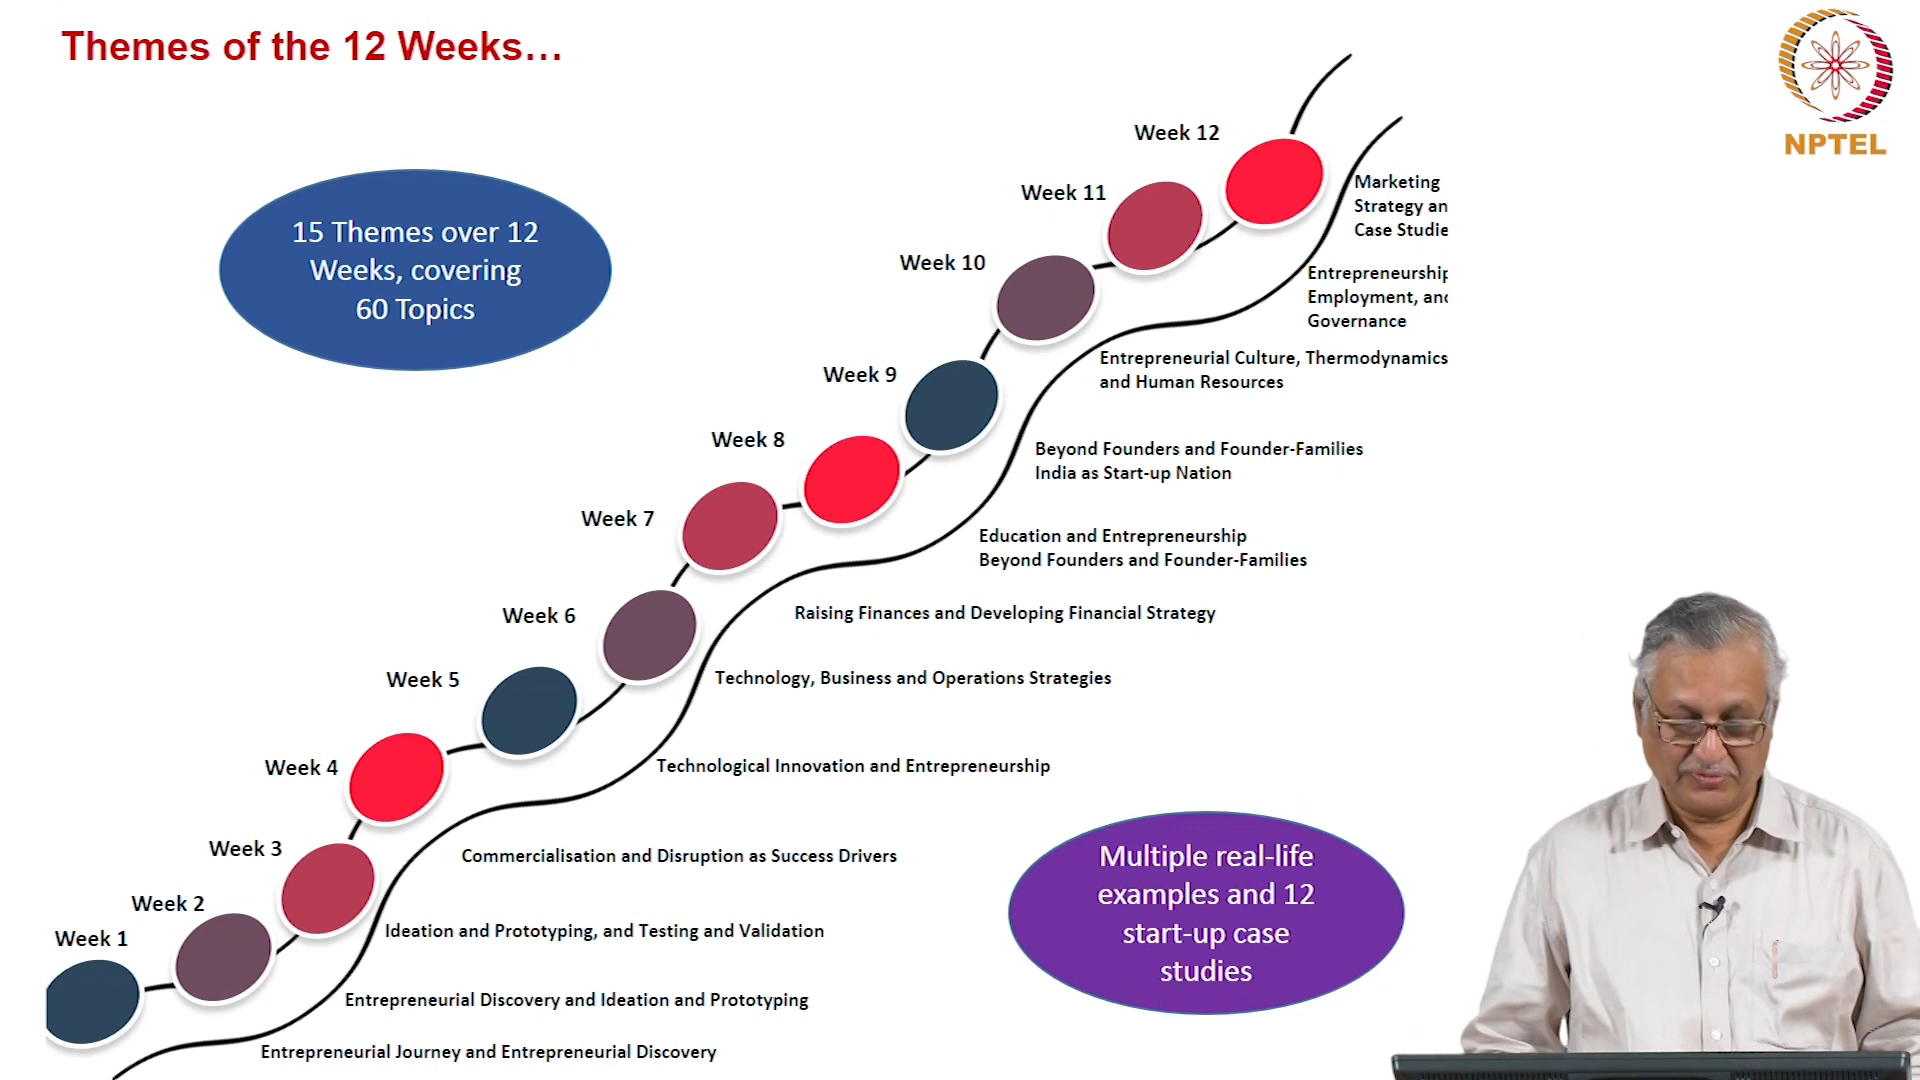 Themes of the 12 Weeks...
NPTEL
15 Themes over 12
Weeks, covering
60 Topics
Week 12
Marketing
Strategy an
Case Studie
Week 11
Entrepreneurship
Employment, and
Governance
Week 10
Entrepreneurial Culture, Thermodynamics
and Human Resources
Week 9
Beyond Founders and Founder-Families
India as Start-up Nation
Week 8
Education and Entrepreneurship
Beyond Founders and Founder-Families
Week 7
Raising Finances and Developing Financial Strategy
Week 6
Technology, Business and Operations Strategies
Week 5
Technological Innovation and Entrepreneurship
Week 4
Commercialisation and Disruption as Success Drivers
Week 3
Ideation and Prototyping, and Testing and Validation
Week 2
Entrepreneurial Discovery and Ideation and Prototyping
Week 1
Entrepreneurial Journey and Entrepreneurial Discovery
Multiple real-life
examples and 12
start-up case
studies